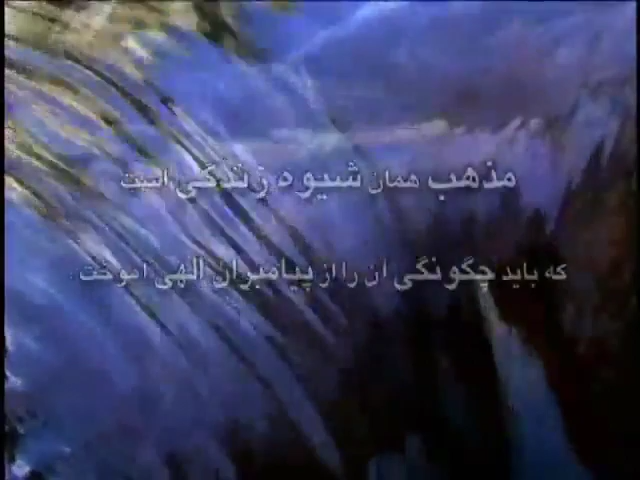 مذهب همان شیوه زندگی است
که باید چگونگی آن را از پیامبران الهی آموخت .